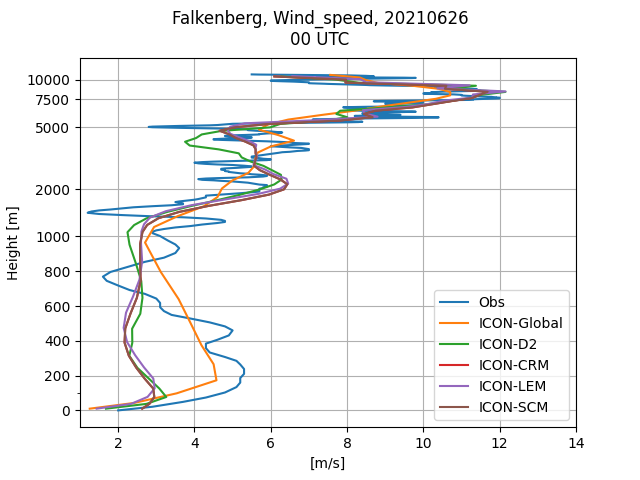 Falkenberg, Wind_speed, 20210626
00 UTC
Height [m]
10000
7500
5000
2000
1000
800
600
400
200
0
Obs
ICON-Global
ICON-D2
ICON-CRM
ICON-LEM
ICON-SCM
2 4 6 8 10 12 14
[m/s]